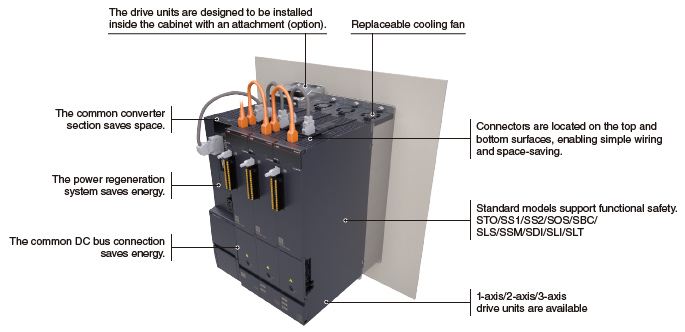 The drive units are designed to be installed
inside the cabinet with an attachment (option).
Replaceable cooling fan
The common converter
section saves space.
Connectors are located on the top and
bottom surfaces, enabling simple wiring
and space-saving.
The power regeneration
system saves energy.
Standard models support functional safety.
STO/SS1/SS2/SOS/SBC/
SLS/SSM/SDI/SLI/SLT
The common DC bus connection
saves energy.
1-axis/2-axis/3-axis
drive units are available